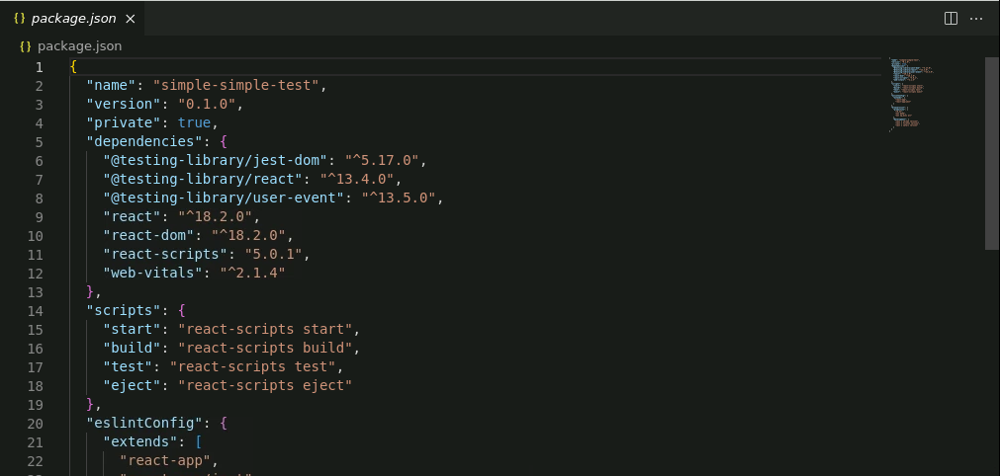 {} package.json ×
{} package.json
1 {
2 "name": "simple-simple-test",
3 "version": "0.1.0",
4 "private": true,
5 "dependencies": {
6 "@testing-library/jest-dom": "^5.17.0",
7 "@testing-library/react": "^13.4.0",
8 "@testing-library/user-event": "^13.5.0",
9 "react": "^18.2.0",
10 "react-dom": "^18.2.0",
11 "react-scripts": "5.0.1",
12 "web-vitals": "^2.1.4"
13 },
14 "scripts": {
15 "start": "react-scripts start",
16 "build": "react-scripts build",
17 "test": "react-scripts test",
18 "eject": "react-scripts eject"
19 },
20 "eslintConfig": {
21 "extends": [
22 "react-app",